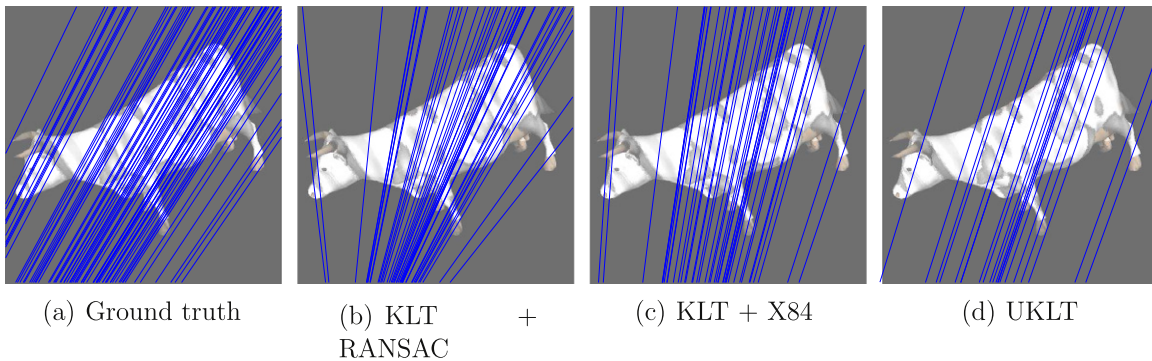 (a) Ground truth
(b) KLT +
RANSAC
(c) KLT + X84
(d) UKLT